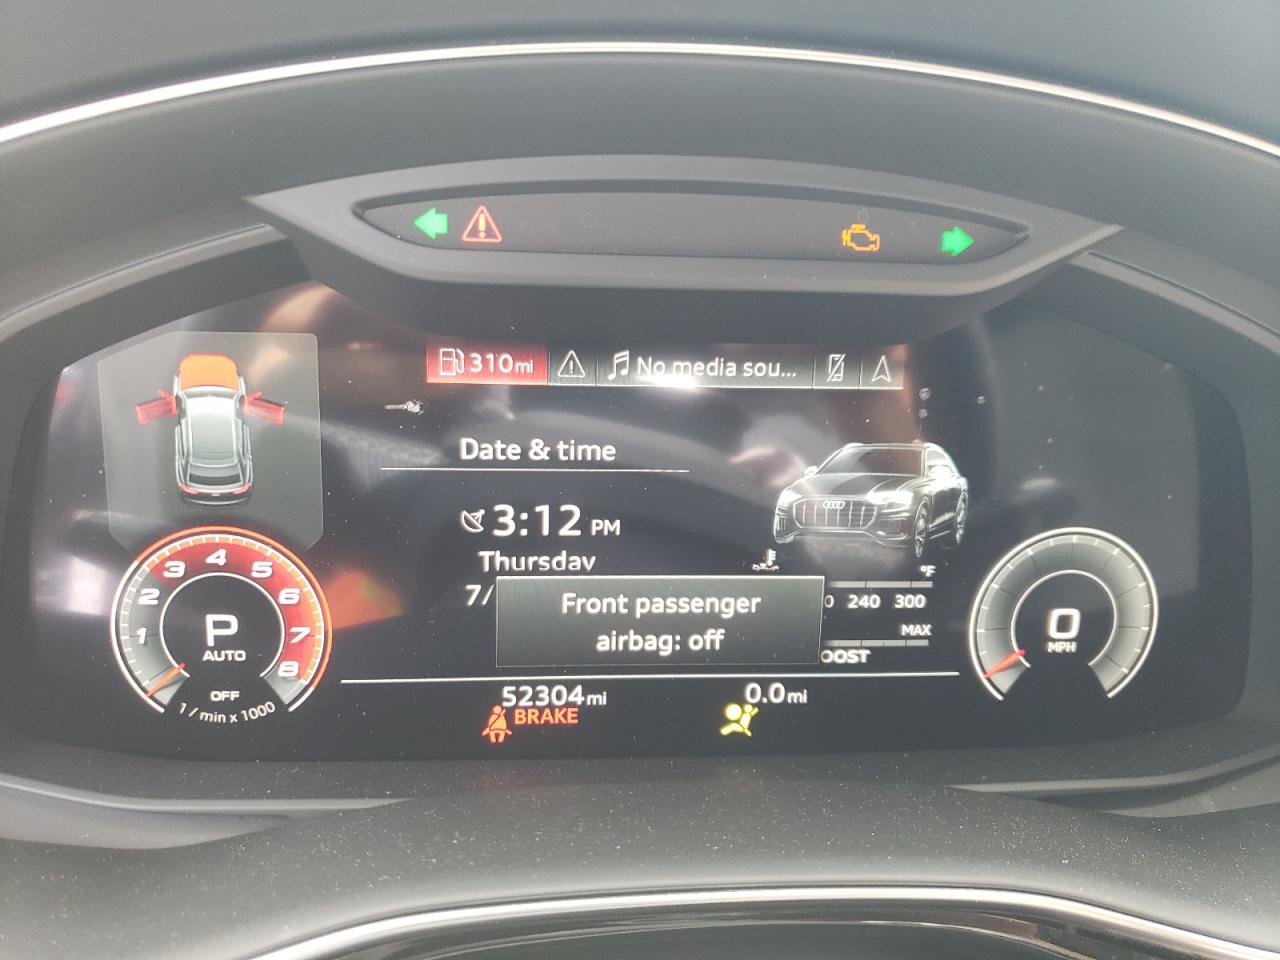 310mi
No media sou...
Date & time
3:12 PM
Thursday
7/
Front passenger
airbag: off
°F
240 300
MAX
OOST
1 2 3 4 5 6 7 8
P
AUTO
OFF
1 / min x 1000
0
MPH
52304mi
0.0mi
BRAKE